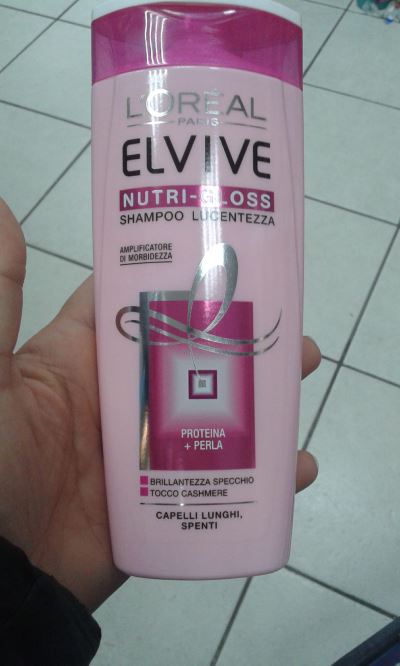 L'ORÉAL
PARIS
ELVIVE
NUTRI-GLOSS
SHAMPOO LUCENTEZZA
AMPLIFICATORE
DI MORBIDEZZA
PROTEINA
+ PERLA
BRILLANTEZZA SPECCHIO
TOCCO CASHMERE
CAPELLI LUNGHI,
SPENTI